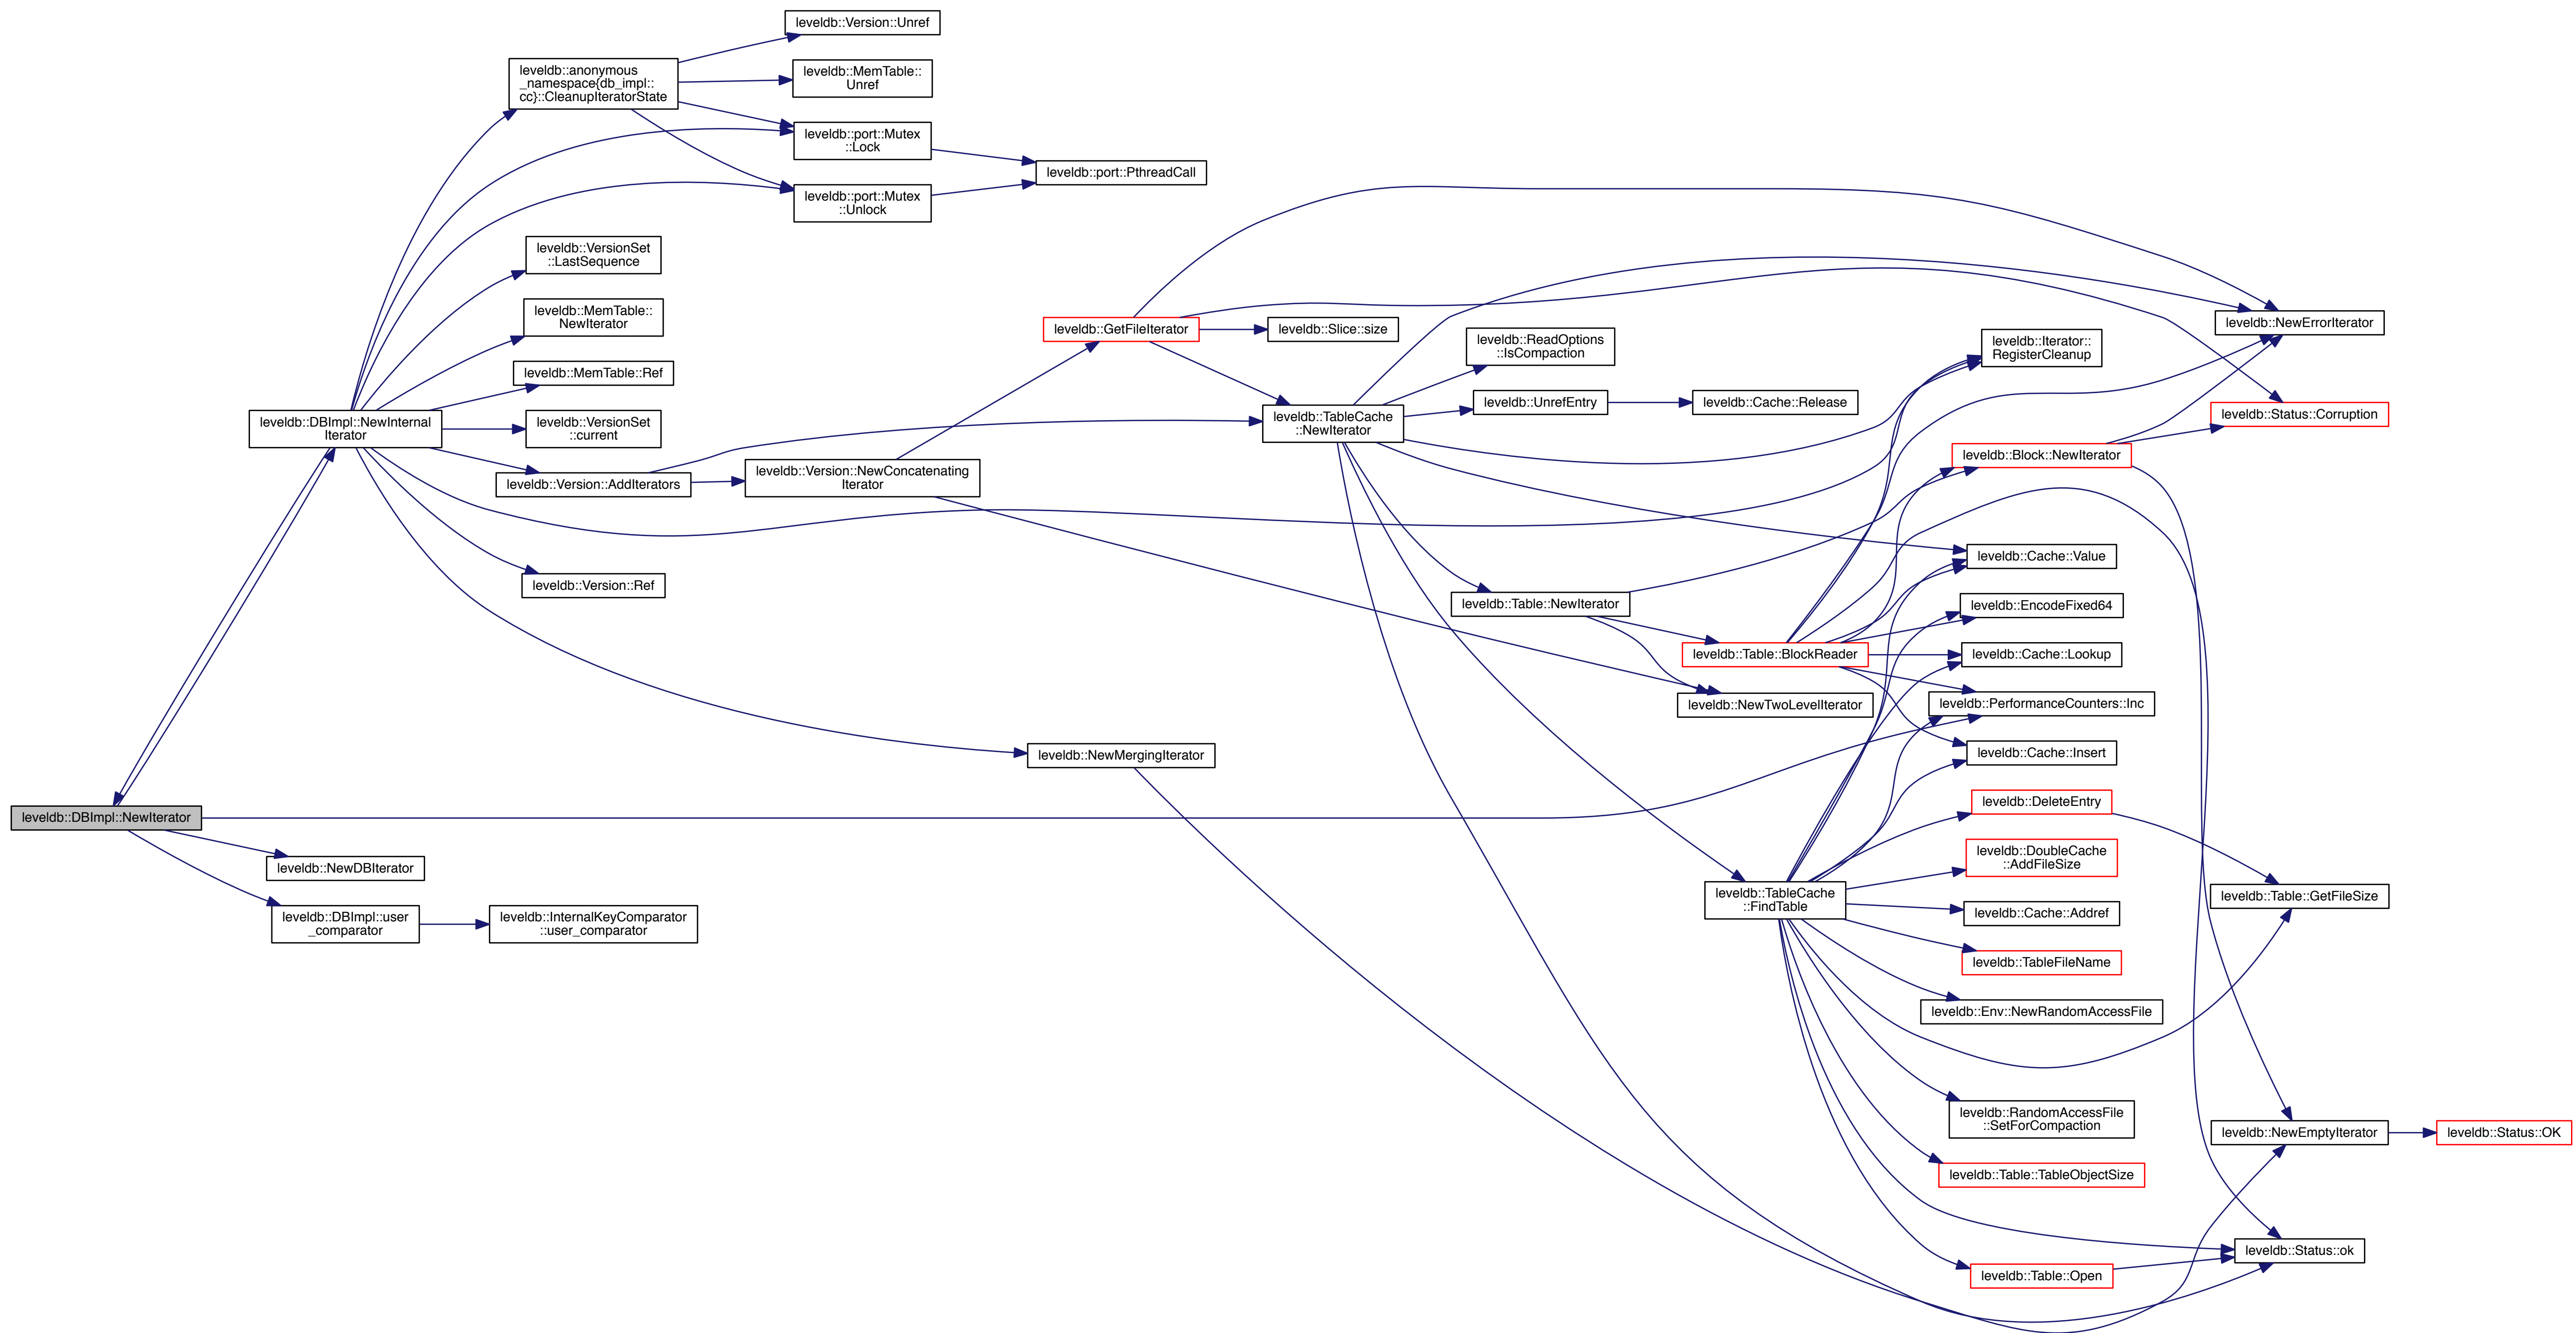 leveldb::Version::Unref
leveldb::anonymous
_namespace{db_impl::
cc}::CleanupIteratorState
leveldb::MemTable::
Unref
leveldb::port::Mutex
::Lock
leveldb::port::PthreadCall
leveldb::port::Mutex
::Unlock
leveldb::VersionSet
::LastSequence
leveldb::MemTable::
NewIterator
leveldb::GetFileIterator
leveldb::Slice::size
leveldb::NewErrorIterator
leveldb::ReadOptions
::IsCompaction
leveldb::Iterator::
RegisterCleanup
leveldb::MemTable::Ref
leveldb::UnrefEntry
leveldb::Cache::Release
leveldb::Status::Corruption
leveldb::DBImpl::NewInternal
Iterator
leveldb::VersionSet
::current
leveldb::TableCache
::NewIterator
leveldb::Block::NewIterator
leveldb::Version::AddIterators
leveldb::Version::NewConcatenating
Iterator
leveldb::Cache::Value
leveldb::Version::Ref
leveldb::Table::NewIterator
leveldb::EncodeFixed64
leveldb::Table::BlockReader
leveldb::Cache::Lookup
leveldb::NewTwoLevelIterator
leveldb::PerformanceCounters::Inc
leveldb::NewMergingIterator
leveldb::Cache::Insert
leveldb::DBImpl::NewIterator
leveldb::DeleteEntry
leveldb::NewDBIterator
leveldb::DoubleCache
::AddFileSize
leveldb::TableCache
::FindTable
leveldb::Table::GetFileSize
leveldb::DBImpl::user
_comparator
leveldb::InternalKeyComparator
::user_comparator
leveldb::Cache::Addref
leveldb::TableFileName
leveldb::Env::NewRandomAccessFile
leveldb::RandomAccessFile
::SetForCompaction
leveldb::NewEmptyIterator
leveldb::Status::OK
leveldb::Table::TableObjectSize
leveldb::Status::ok
leveldb::Table::Open